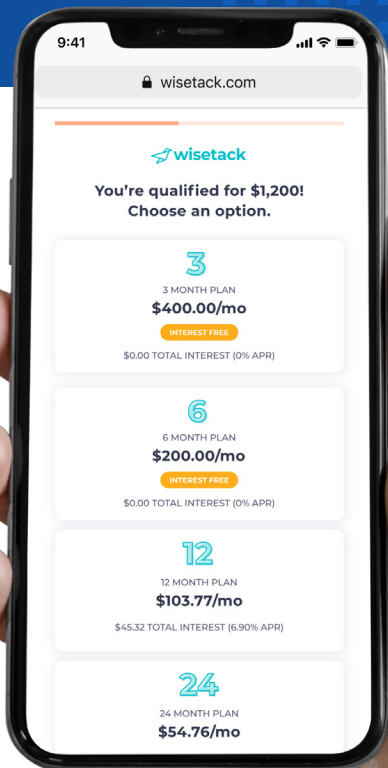 9:41
wisetack.com
wisetack
You're qualified for $1,200!
Choose an option.
3
3 MONTH PLAN
$400.00/mo
INTEREST FREE
$0.00 TOTAL INTEREST (0% APR)
6
6 MONTH PLAN
$200.00/mo
INTEREST FREE
$0.00 TOTAL INTEREST (0% APR)
12
12 MONTH PLAN
$103.77/mo
$45.32 TOTAL INTEREST (6.90% APR)
24
24 MONTH PLAN
$54.76/mo